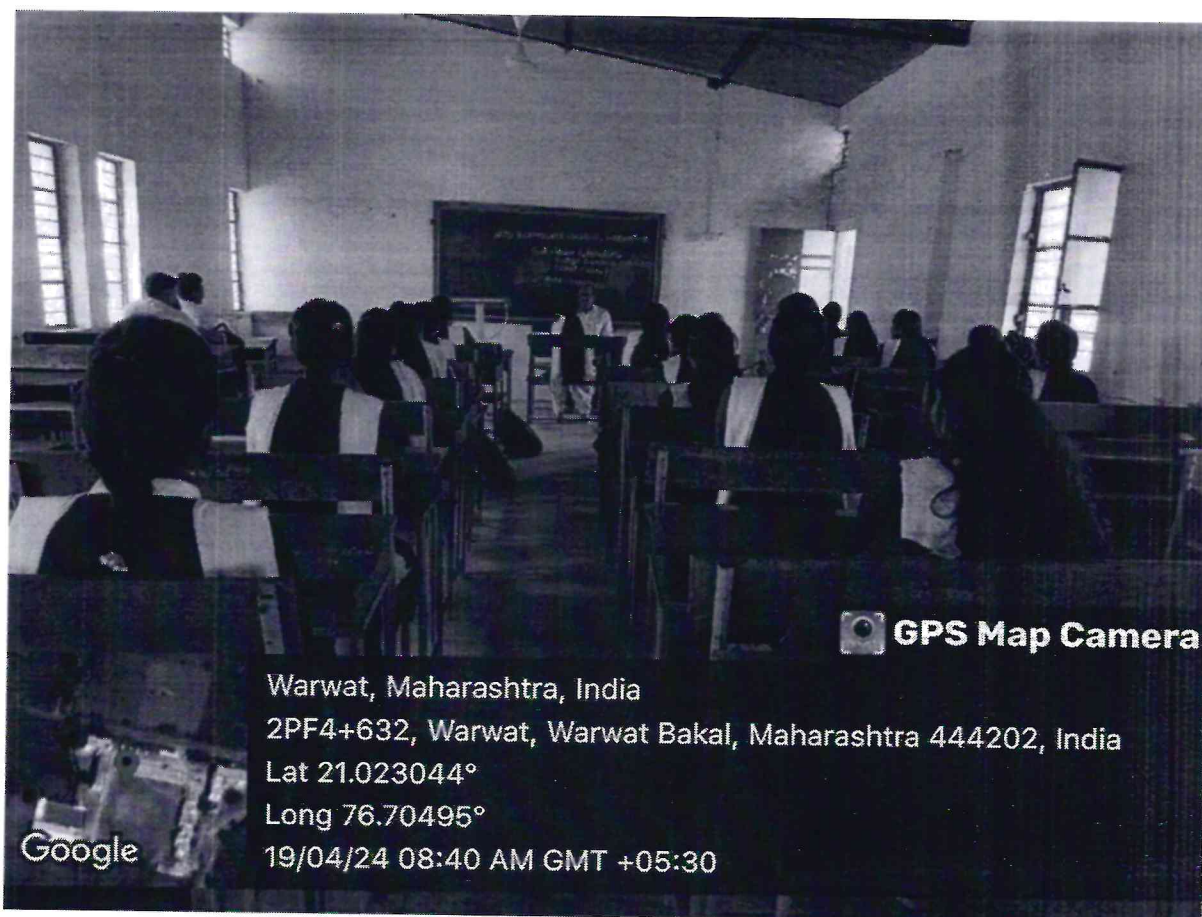 GPS Map Camera
Warwat, Maharashtra, India
2PF4+632, Warwat, Warwat Bakal, Maharashtra 444202, India
Lat 21.023044°
Long 76.70495°
19/04/24 08:40 AM GMT +05:30
Google